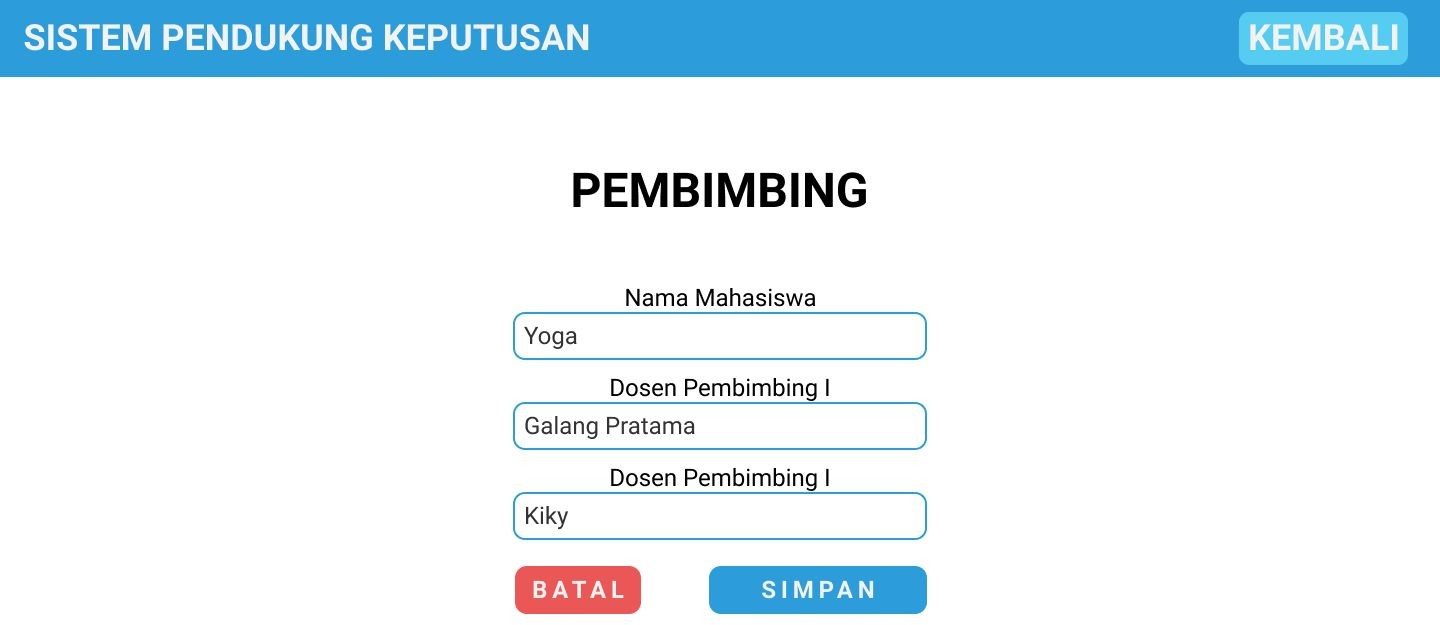 SISTEM PENDUKUNG KEPUTUSAN
KEMBALI
PEMBIMBING
Nama Mahasiswa
Yoga
Dosen Pembimbing I
Galang Pratama
Dosen Pembimbing I
Kiky
BATAL
SIMPAN